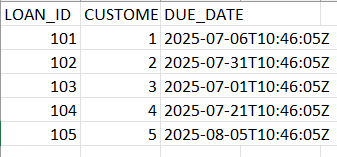 LOAN_ID CUSTOME DUE_DATE
101 1 2025-07-06T10:46:05Z
102 2 2025-07-31T10:46:05Z
103 3 2025-07-01T10:46:05Z
104 4 2025-07-21T10:46:05Z
105 5 2025-08-05T10:46:05Z